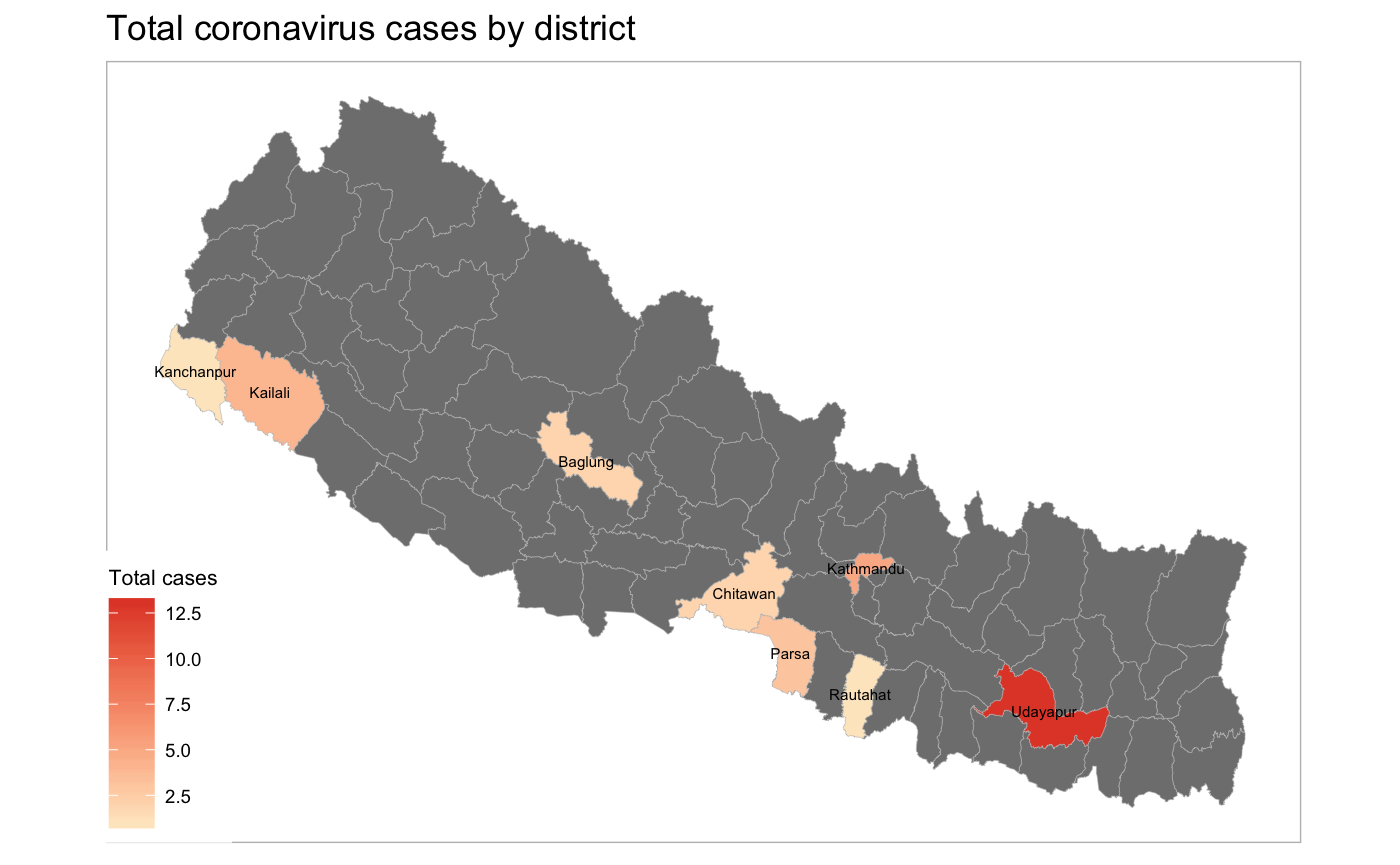 Total coronavirus cases by district
Kanchanpur
Kailali
Baglung
Kathmandu
Chitawan
Parsa
Rautahat
Udayapur
Total cases
12.5
10.0
7.5
5.0
2.5